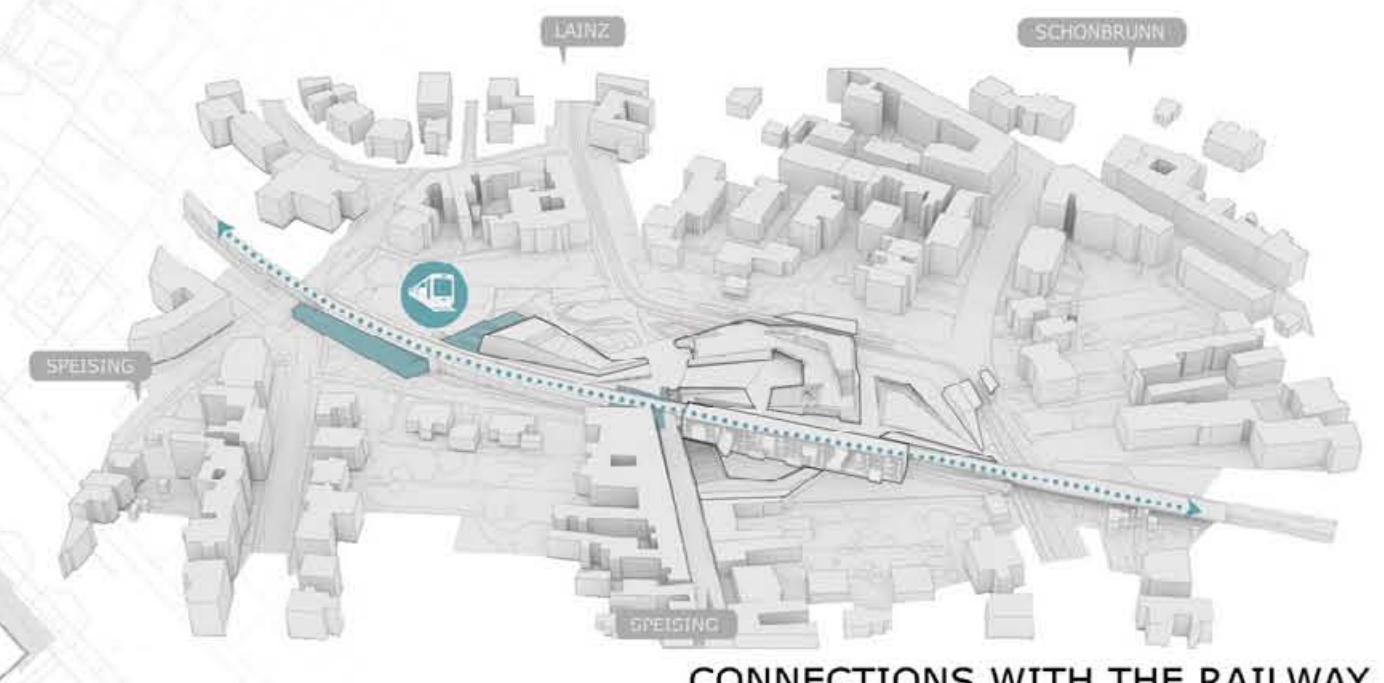 LAINZ
SCHONBRUNN
SPEISING
SPEISING
CONNECTIONS WITH THE RAILWAY